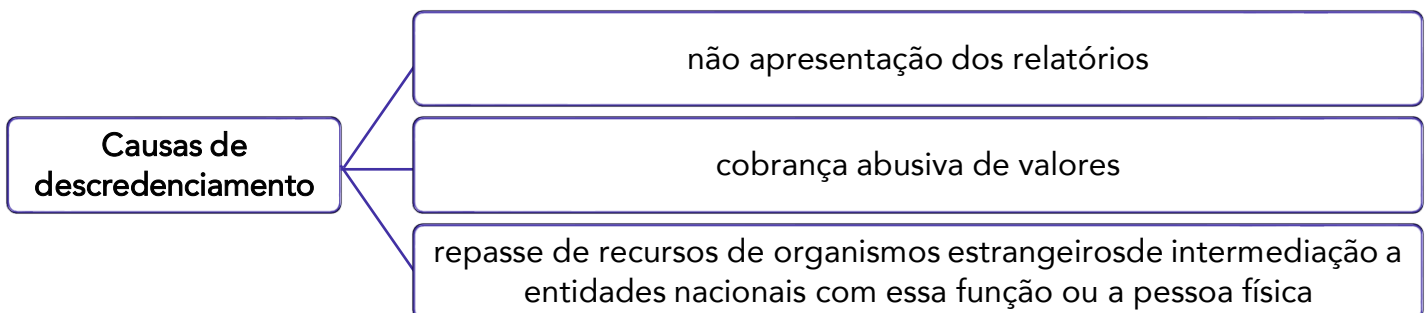 não apresentação dos relatórios
Causas de
descredenciamento
cobrança abusiva de valores
repasse de recursos de organismos estrangeirosde intermediação a
entidades nacionais com essa função ou a pessoa física